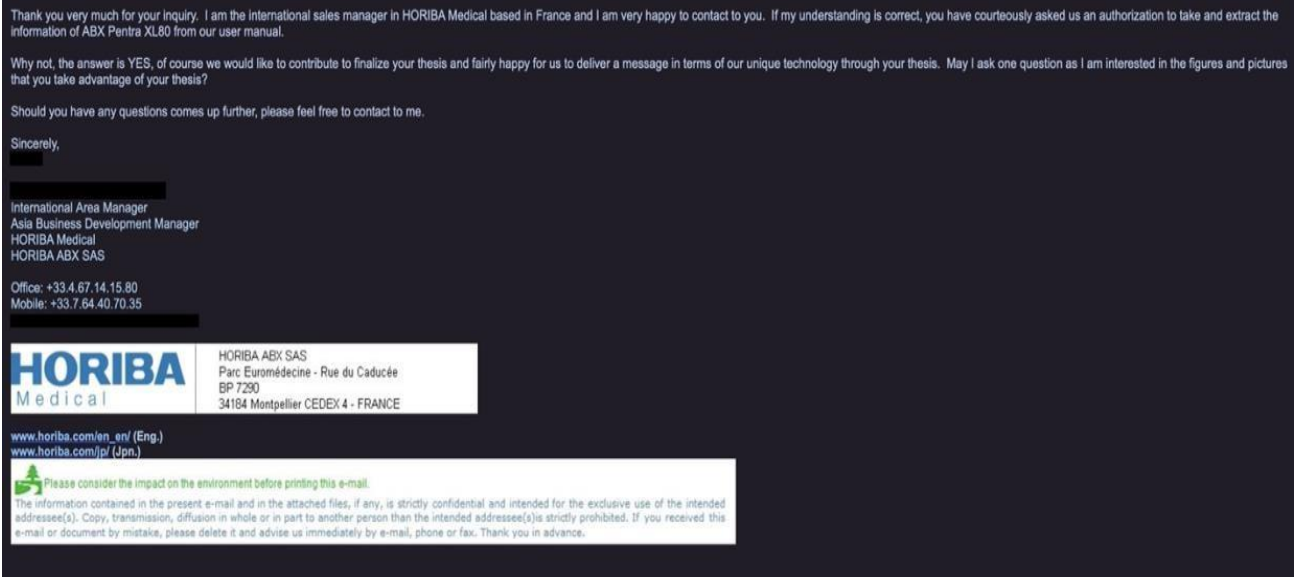 Thank you very much for your inquiry.  I am the international sales manager in HORIBA Medical based in France and I am very happy to contact to you.  If my understanding is correct, you have courteously asked us an authorization to take and extract the
information of ABX Pentra XL80 from our user manual.
Why not, the answer is YES, of course we would like to contribute to finalize your thesis and fairly happy for us to deliver a message in terms of our unique technology through your thesis.  May I ask one question as I am interested in the figures and pictures
that you take advantage of your thesis?
Should you have any questions comes up further, please feel free to contact to me.
Sincerely,
International Area Manager
Asia Business Development Manager
HORIBA Medical
HORIBA ABX SAS
Office: +33.4.67.14.15.80
Mobile: +33.7.64.40.70.35
HORIBA
Medical
HORIBA ABX SAS
Parc Euromédecine - Rue du Caducée
BP 7290
34184 Montpellier CEDEX 4 - FRANCE
www.horiba.com/en_en/ (Eng.)
www.horiba.com/jp/ (Jpn.)
Please consider the impact on the environment before printing this e-mail.
The information contained in the present e-mail and in the attached files, if any, is strictly confidential and intended for the exclusive use of the intended
addressee(s). Copy, transmission, diffusion in whole or in part to another person than the intended addressee(s)is strictly prohibited. If you received this
e-mail or document by mistake, please delete it and advise us immediately by e-mail, phone or fax. Thank you in advance.